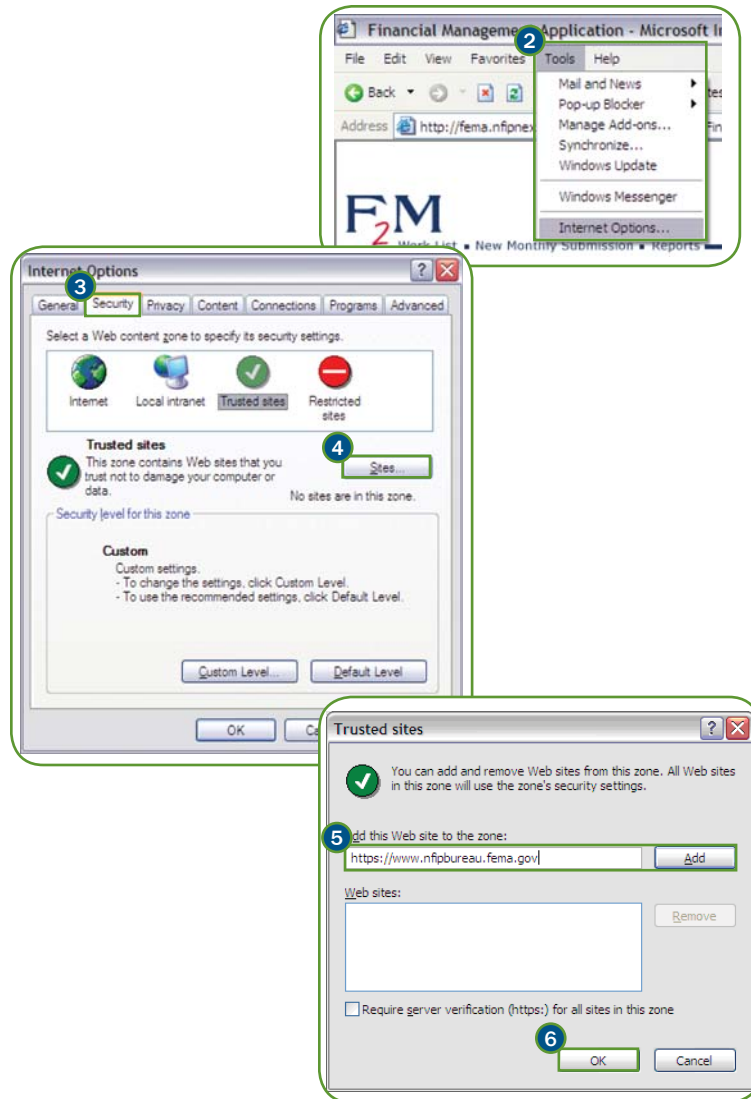 Financial Management Application - Microsoft In
2
File Edit View Favorites Tools Help
Back
Mail and News
Pop-up Blocker
Manage Add-ons...
Synchronize...
Windows Update
Windows Messenger
Internet Options...
Address http://fema.nfipnex
F2M
Work List ▪ New Monthly Submission ▪ Reports
Internet Options
3
General Security Privacy Content Connections Programs Advanced
Select a Web content zone to specify its security settings.
Internet Local intranet Trusted sites Restricted sites
Trusted sites
4
This zone contains Web sites that you trust not to damage your computer or data.
Sites...
No sites are in this zone.
Security level for this zone
Custom
Custom settings.
- To change the settings, click Custom Level.
- To use the recommended settings, click Default Level.
Custom Level... Default Level
OK Ca
Trusted sites
You can add and remove Web sites from this zone. All Web sites
in this zone will use the zone's security settings.
5
dd this Web site to the zone:
https://www.nfipbureau.fema.gov Add
Web sites:
Remove
Require server verification (https:) for all sites in this zone
6
OK Cancel